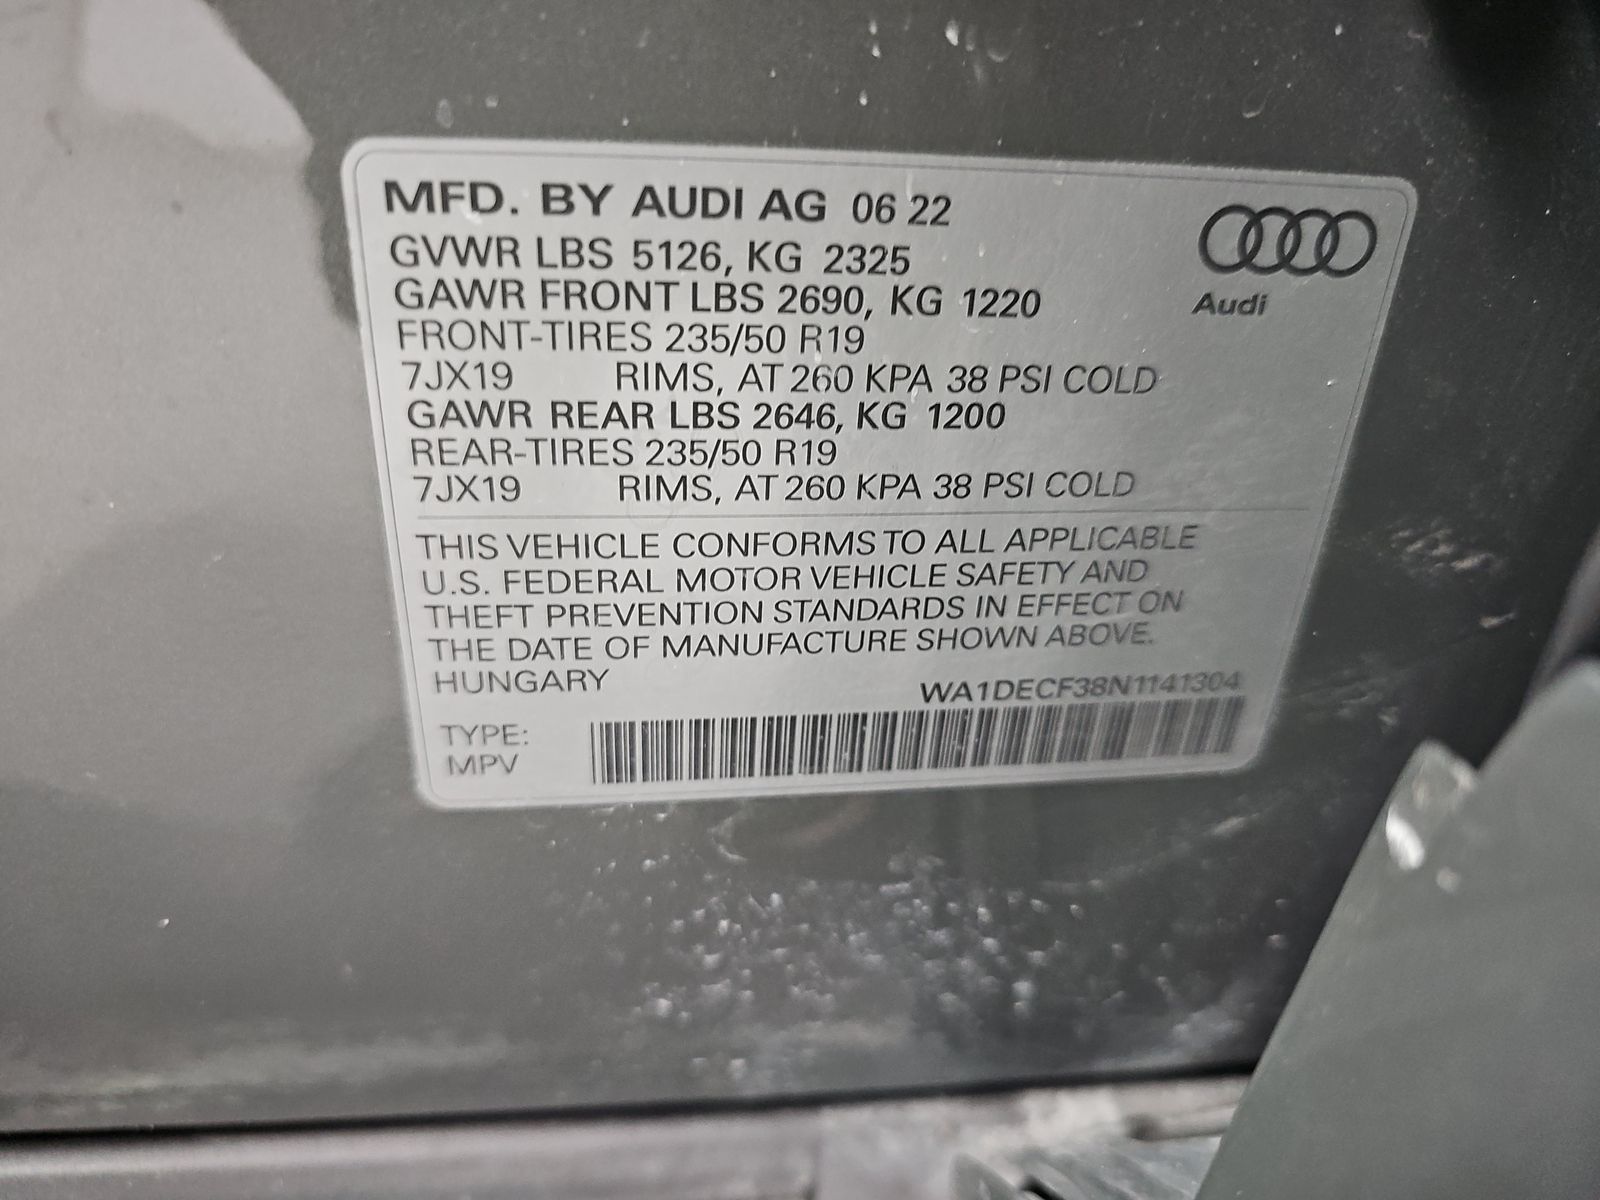 MFD. BY AUDI AG 06 22
GVWR LBS 5126, KG 2325
GAWR FRONT LBS 2690, KG 1220
FRONT-TIRES 235/50 R19
7JX19 RIMS, AT 260 KPA 38 PSI COLD
GAWR REAR LBS 2646, KG 1200
REAR-TIRES 235/50 R19
7JX19 RIMS, AT 260 KPA 38 PSI COLD
Audi
THIS VEHICLE CONFORMS TO ALL APPLICABLE
U.S. FEDERAL MOTOR VEHICLE SAFETY AND
THEFT PREVENTION STANDARDS IN EFFECT ON
THE DATE OF MANUFACTURE SHOWN ABOVE.
HUNGARY
WA1DECF38N1141304
TYPE:
MPV